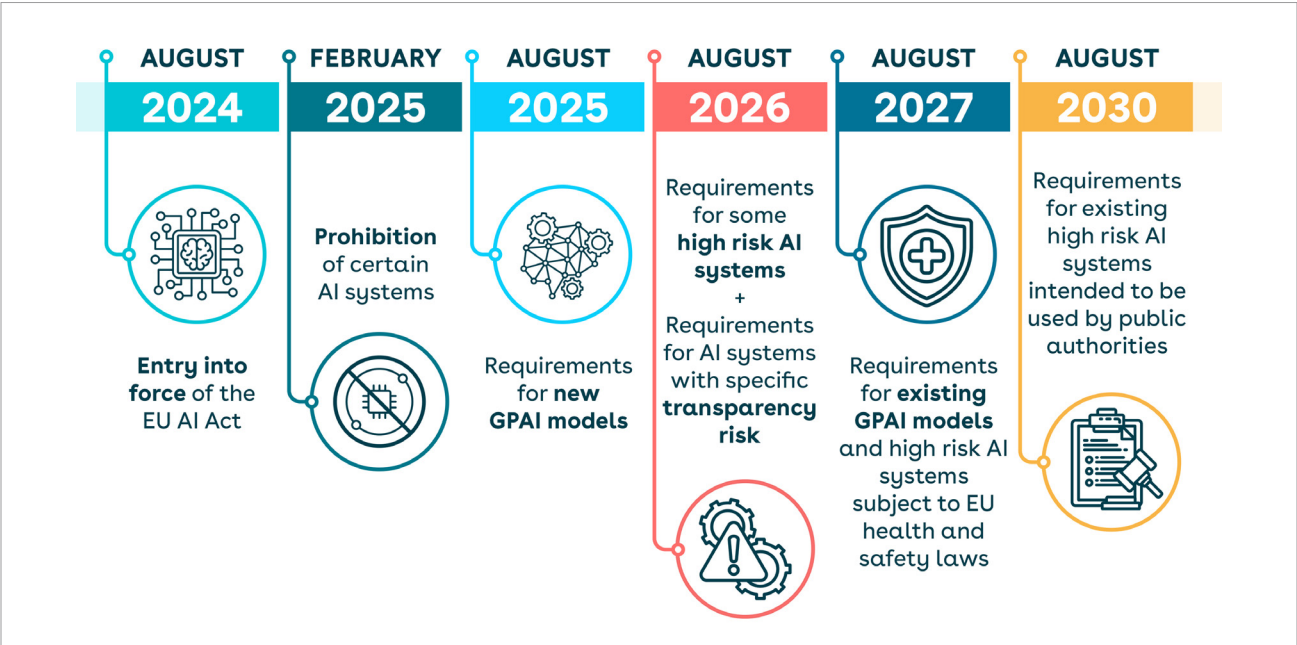 AUGUST
2024
Entry into
force of the
EU AI Act
FEBRUARY
2025
Prohibition
of certain
AI systems
AUGUST
2025
Requirements
for new
GPAI models
AUGUST
2026
Requirements
for some
high risk AI
systems
+
Requirements
for AI systems
with specific
transparency
risk
AUGUST
2027
Requirements
for existing
GPAI models
and high risk AI
systems
subject to EU
health and
safety laws
AUGUST
2030
Requirements
for existing
high risk AI
systems
intended to be
used by public
authorities